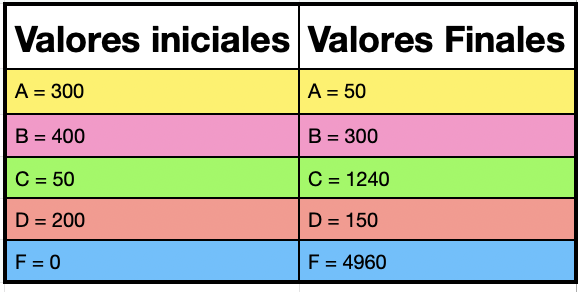 Valores iniciales Valores Finales
A = 300 A = 50
B = 400 B = 300
C = 50 C = 1240
D = 200 D = 150
F = 0 F = 4960